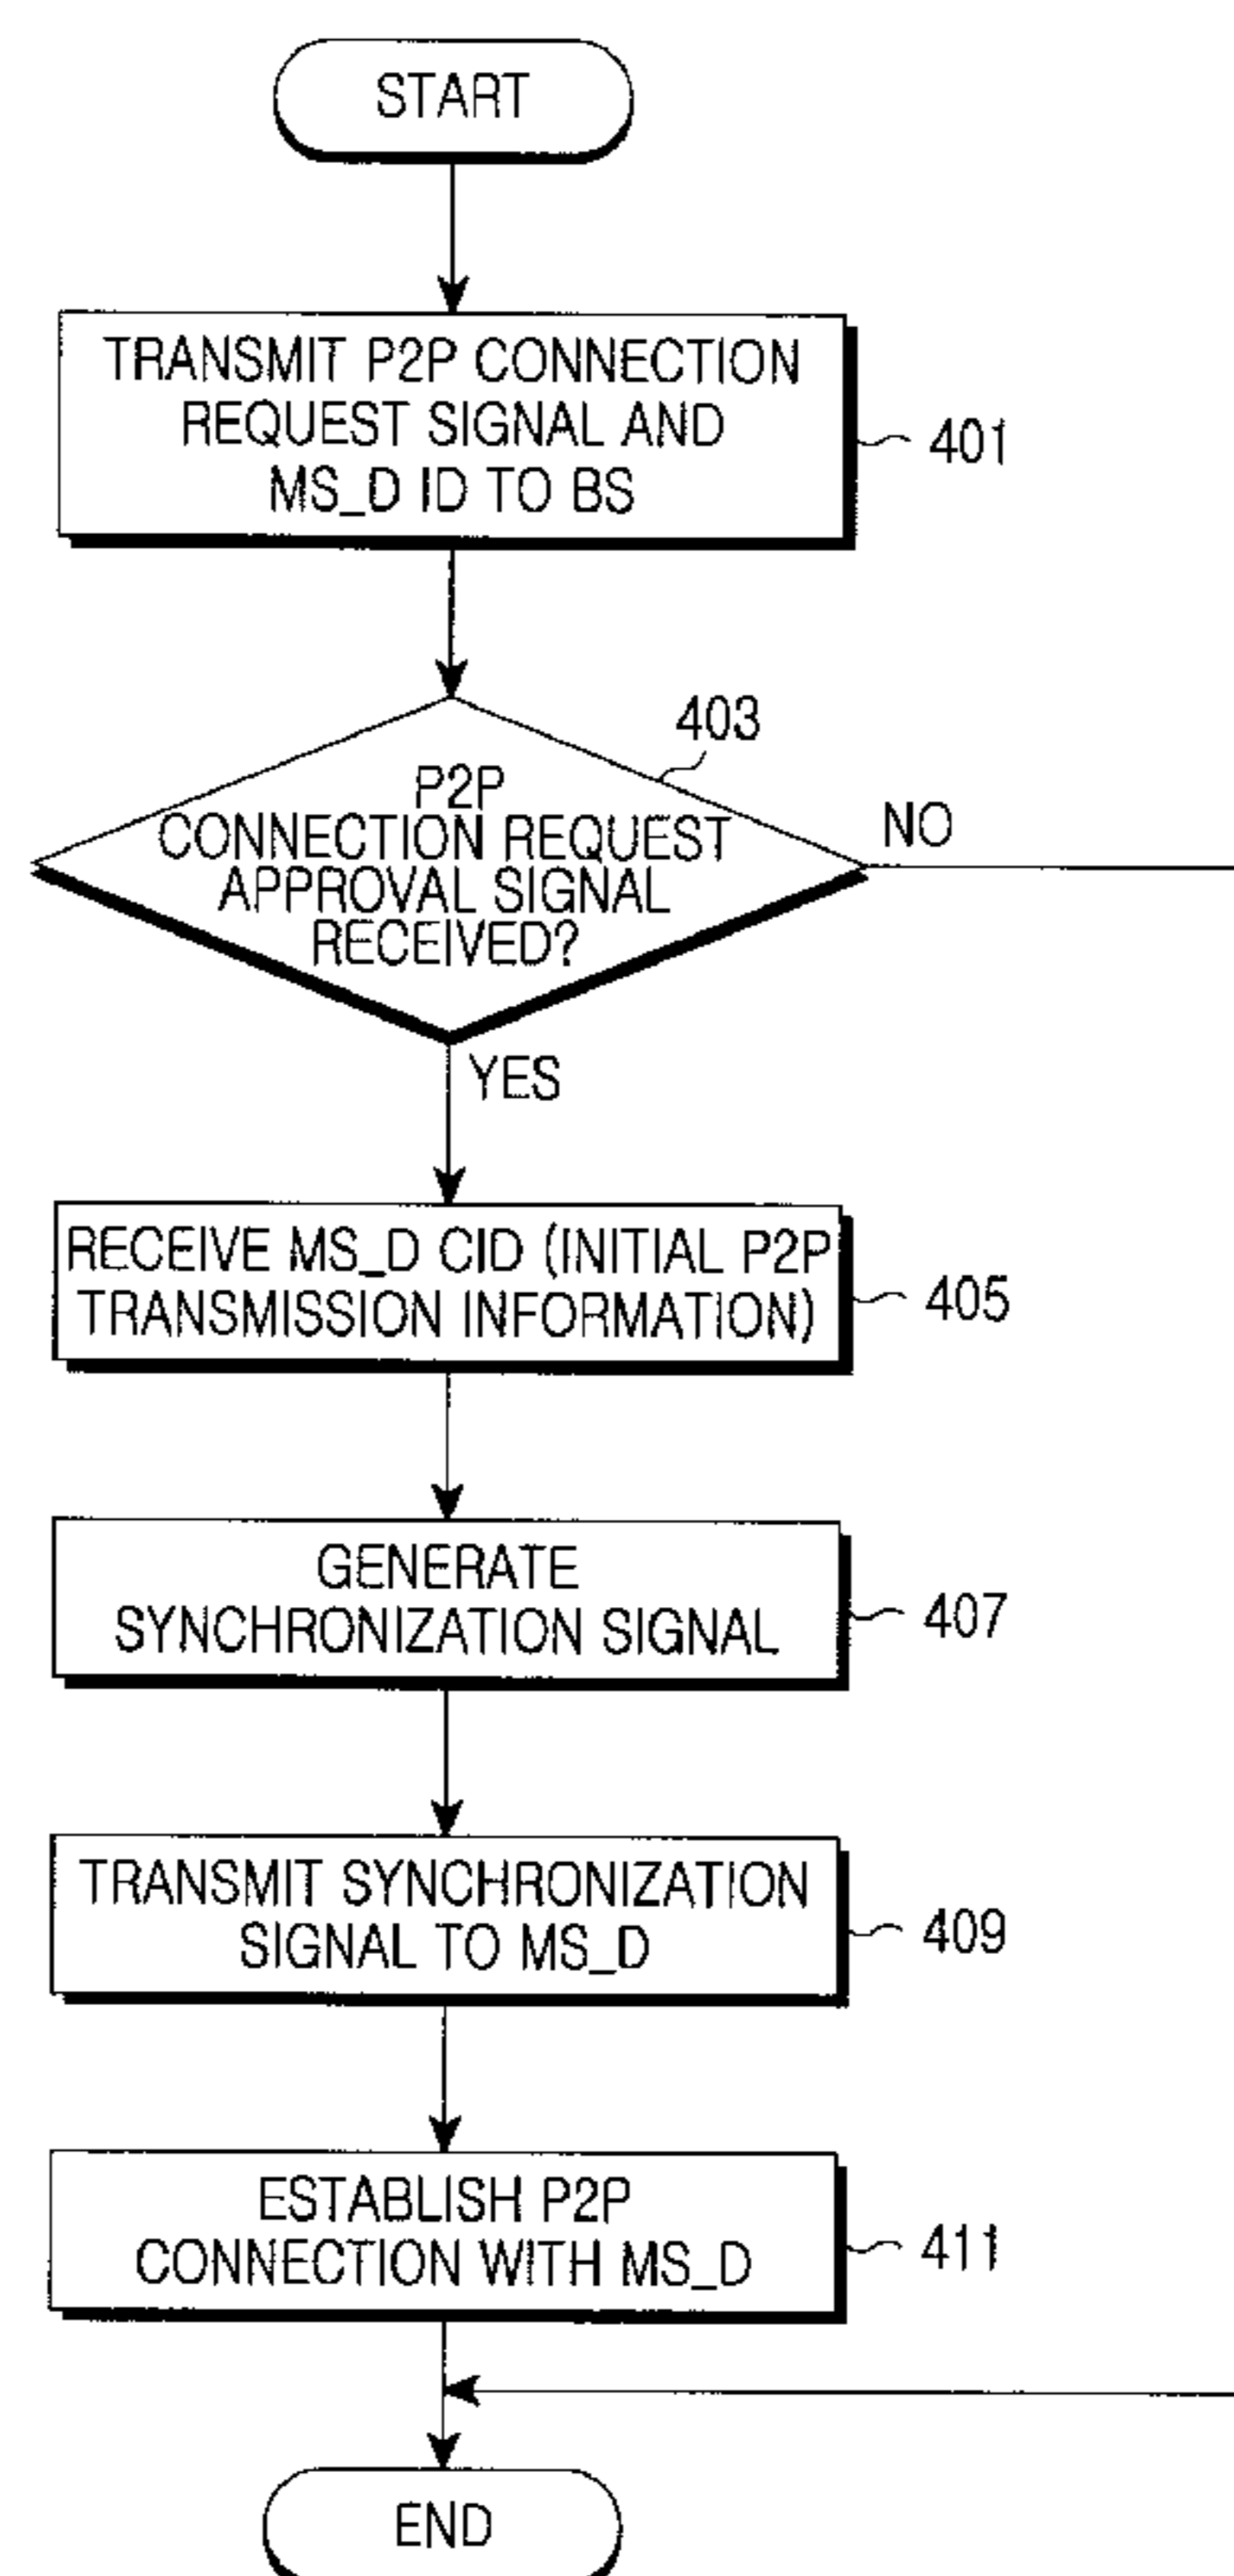 START
TRANSMIT P2P CONNECTION
REQUEST SIGNAL AND
MS_D ID TO BS
401
403
P2P
CONNECTION REQUEST
APPROVAL SIGNAL
RECEIVED?
NO
YES
RECEIVE MS_D CID (INITIAL P2P
TRANSMISSION INFORMATION)
405
GENERATE
SYNCHRONIZATION SIGNAL
407
TRANSMIT SYNCHRONIZATION
SIGNAL TO MS_D
409
ESTABLISH P2P
CONNECTION WITH MS_D
411
END